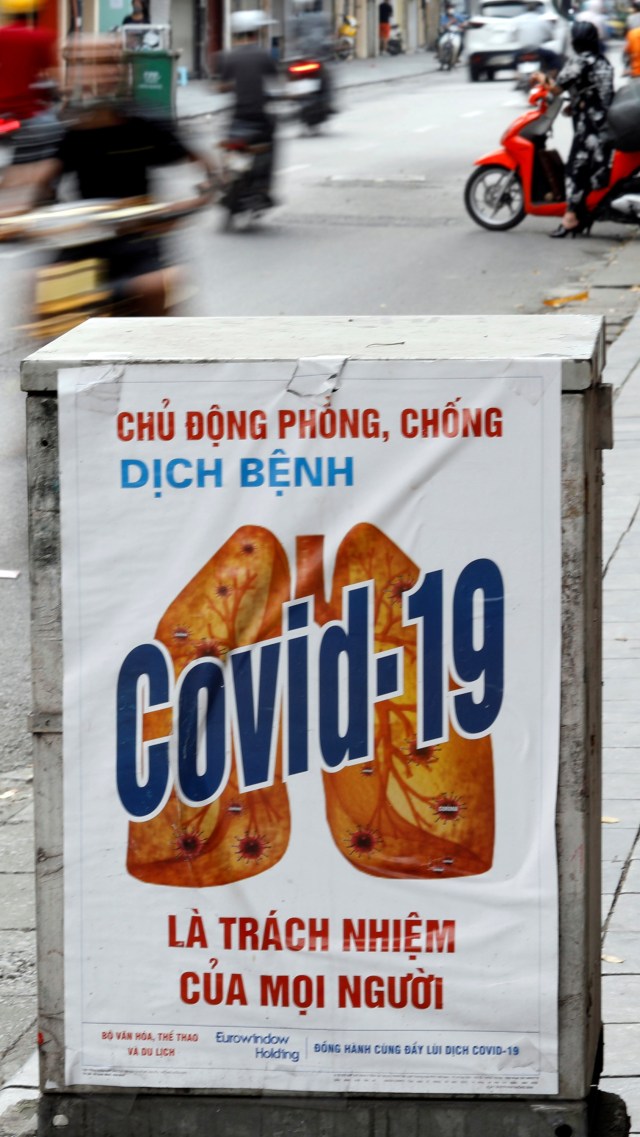 CHỦ ĐỘNG PHÒNG, CHỐNG
DỊCH BỆNH
Covid-19
LÀ TRÁCH NHIỆM
CỦA MỌI NGƯỜI
BỘ VĂN HÓA, THỂ THAO
VÀ DU LỊCH
Eurowindow
Holding
ĐỒNG HÀNH CÙNG ĐẨY LÙI DỊCH COVID-19